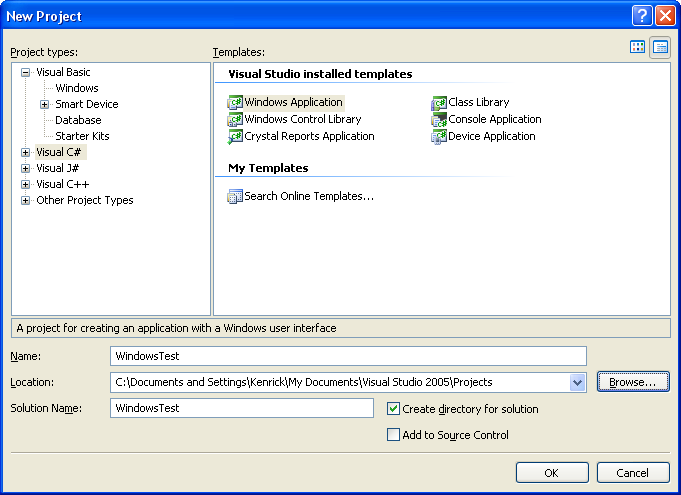 New Project
Project types:
Templates:
Visual Basic
Windows
Smart Device
Database
Starter Kits
Visual C#
Visual J#
Visual C++
Other Project Types
Visual Studio installed templates
Windows Application
Class Library
Windows Control Library
Console Application
Crystal Reports Application
Device Application
My Templates
Search Online Templates...
A project for creating an application with a Windows user interface
Name:
WindowsTest
Location:
C:\Documents and Settings\Kenrick\My Documents\Visual Studio 2005\Projects
Browse...
Solution Name:
WindowsTest
Create directory for solution
Add to Source Control
OK
Cancel